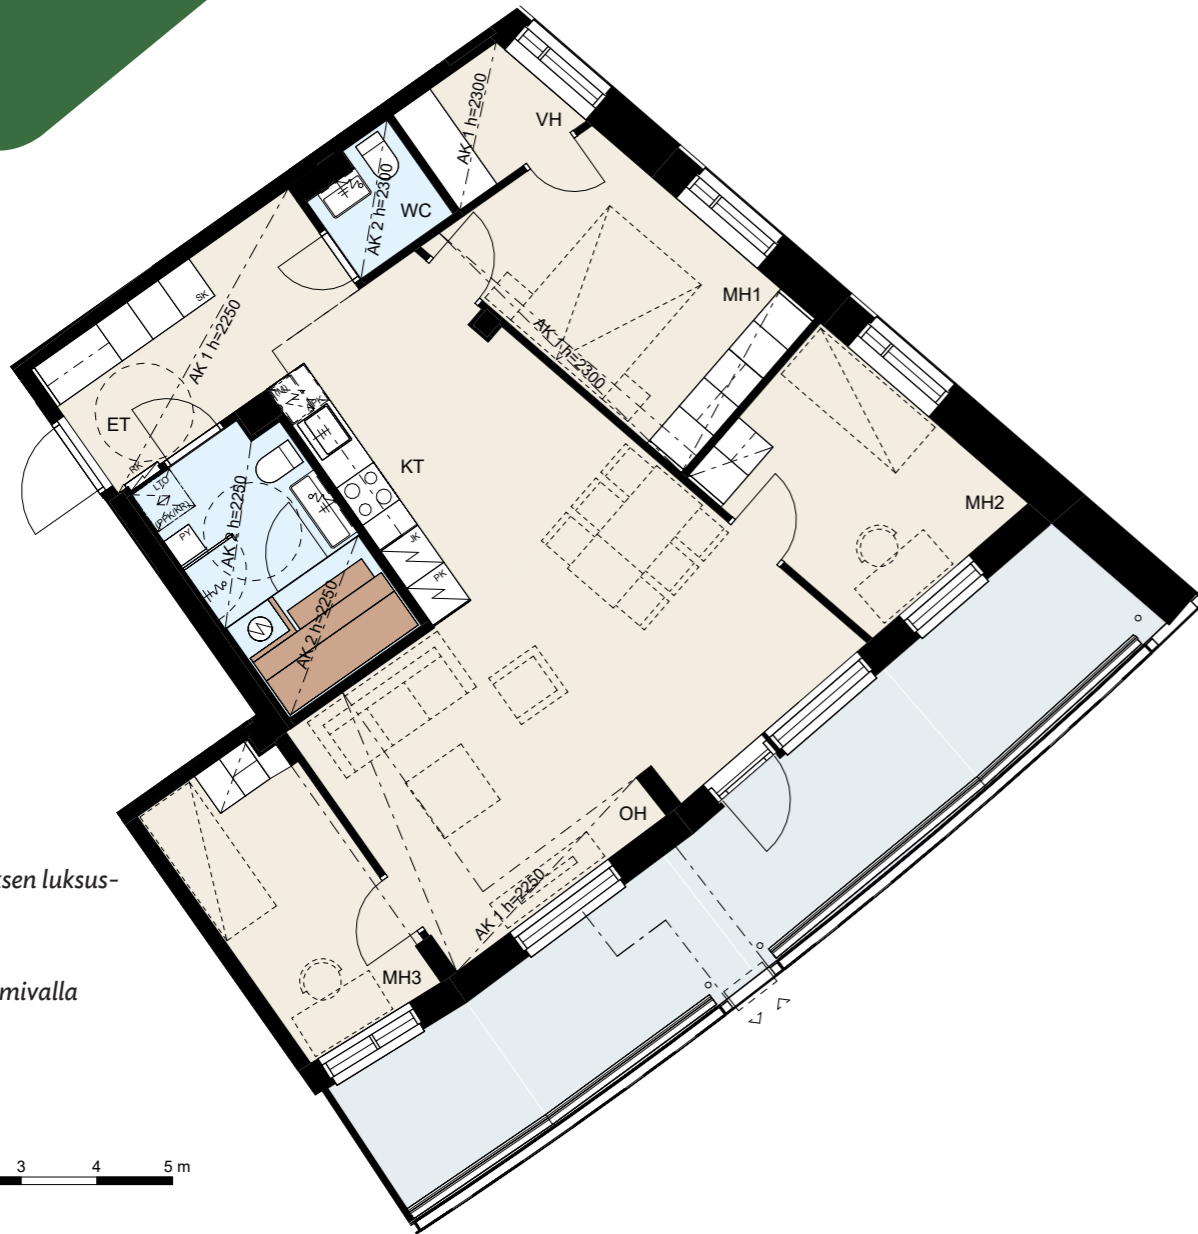 VH
AK 1 h=2300
WC
AK 2 h=2300
MH1
AK 1 h=2300
SK
AK 1 h=2250
ET
RK
KT
MH2
LTO
(PPK/KR)
PY
AK 2 h=2250
JK
PK
AK 2 h=2250
OH
AK 1 h=2250
MH3
sen luksus-
mivalla
3 4 5 m